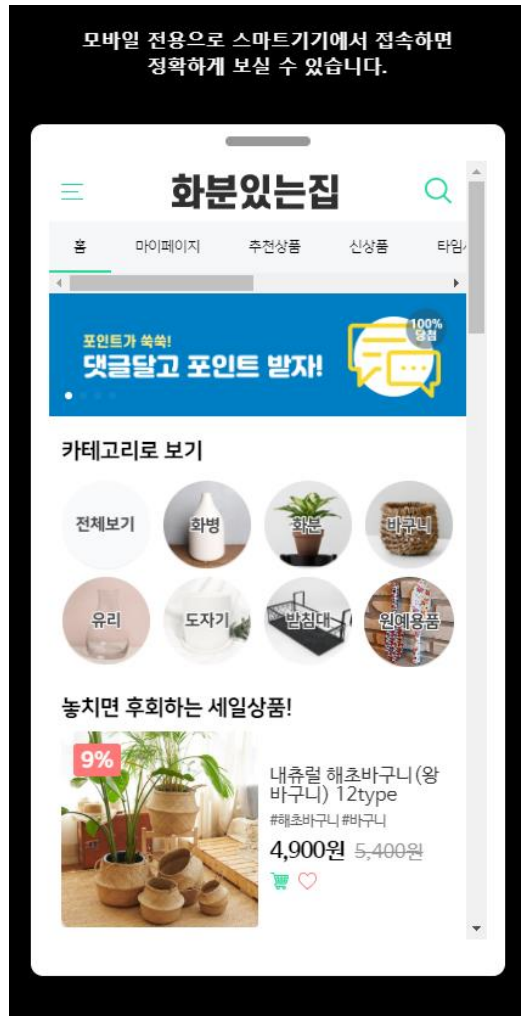 모바일 전용으로 스마트기기에서 접속하면
정확하게 보실 수 있습니다.
화분있는집
홈 마이페이지 추천상품 신상품 타임
포인트가 쑥쑥!
댓글달고 포인트 받자!
100%
당첨
카테고리로 보기
전체보기 화병 화분 바구니
유리 도자기 받침대 원예용품
놓치면 후회하는 세일상품!
9%
내츄럴 해초바구니(왕
바구니) 12type
#해초바구니 #바구니
4,900원 5,400원